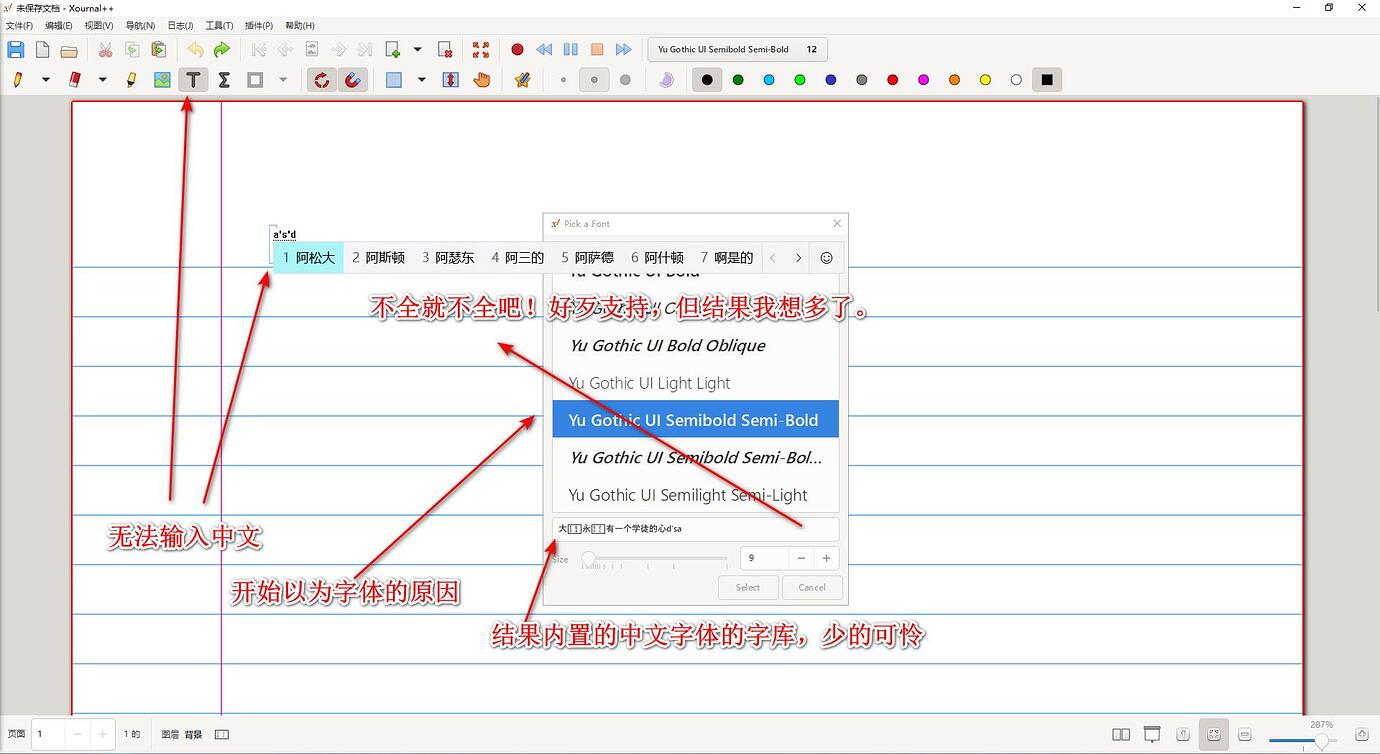 未保存文档 - Xournal++
文件(F) 编辑(E) 视图(V) 导航(N) 日志(J) 工具(T) 插件(P) 帮助(H)
Yu Gothic UI Semibold Semi-Bold 12
a's'd
Pick a Font
1 阿松大 2 阿斯顿 3 阿瑟东 4 阿三的 5 阿萨德 6 阿什顿 7 啊是的
不全就不全吧！好歹支持，但结果我想多了。
Yu Gothic UI Bold Oblique
Yu Gothic UI Light Light
Yu Gothic UI Semibold Semi-Bold
Yu Gothic UI Semibold Semi-Bol...
Yu Gothic UI Semilight Semi-Light
大永有一个学徒的心d'sa
无法输入中文
Size 9
开始以为字体的原因
Select Cancel
结果内置的中文字体的字库，少的可怜
页面 1 1 的 图层 背景
287%